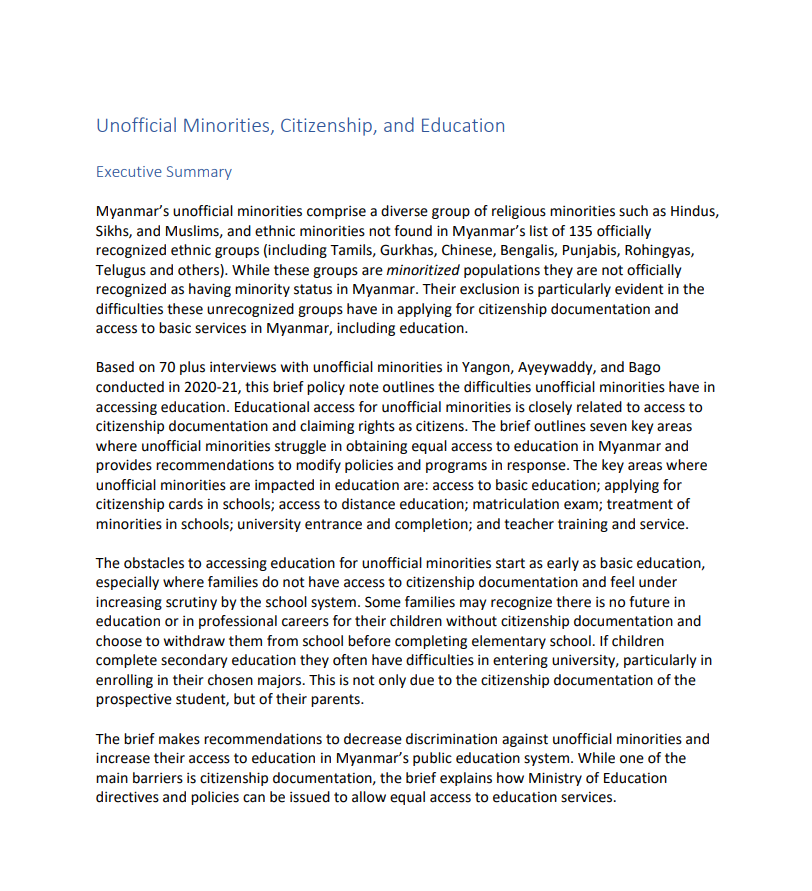 Unofficial Minorities, Citizenship, and Education
Executive Summary
Myanmar’s unofficial minorities comprise a diverse group of religious minorities such as Hindus,
Sikhs, and Muslims, and ethnic minorities not found in Myanmar’s list of 135 officially
recognized ethnic groups (including Tamils, Gurkhas, Chinese, Bengalis, Punjabis, Rohingyas,
Telugus and others). While these groups are minoritized populations they are not officially
recognized as having minority status in Myanmar. Their exclusion is particularly evident in the
difficulties these unrecognized groups have in applying for citizenship documentation and
access to basic services in Myanmar, including education.
Based on 70 plus interviews with unofficial minorities in Yangon, Ayeywaddy, and Bago
conducted in 2020-21, this brief policy note outlines the difficulties unofficial minorities have in
accessing education. Educational access for unofficial minorities is closely related to access to
citizenship documentation and claiming rights as citizens. The brief outlines seven key areas
where unofficial minorities struggle in obtaining equal access to education in Myanmar and
provides recommendations to modify policies and programs in response. The key areas where
unofficial minorities are impacted in education are: access to basic education; applying for
citizenship cards in schools; access to distance education; matriculation exam; treatment of
minorities in schools; university entrance and completion; and teacher training and service.
The obstacles to accessing education for unofficial minorities start as early as basic education,
especially where families do not have access to citizenship documentation and feel under
increasing scrutiny by the school system. Some families may recognize there is no future in
education or in professional careers for their children without citizenship documentation and
choose to withdraw them from school before completing elementary school. If children
complete secondary education they often have difficulties in entering university, particularly in
enrolling in their chosen majors. This is not only due to the citizenship documentation of the
prospective student, but of their parents.
The brief makes recommendations to decrease discrimination against unofficial minorities and
increase their access to education in Myanmar’s public education system. While one of the
main barriers is citizenship documentation, the brief explains how Ministry of Education
directives and policies can be issued to allow equal access to education services.